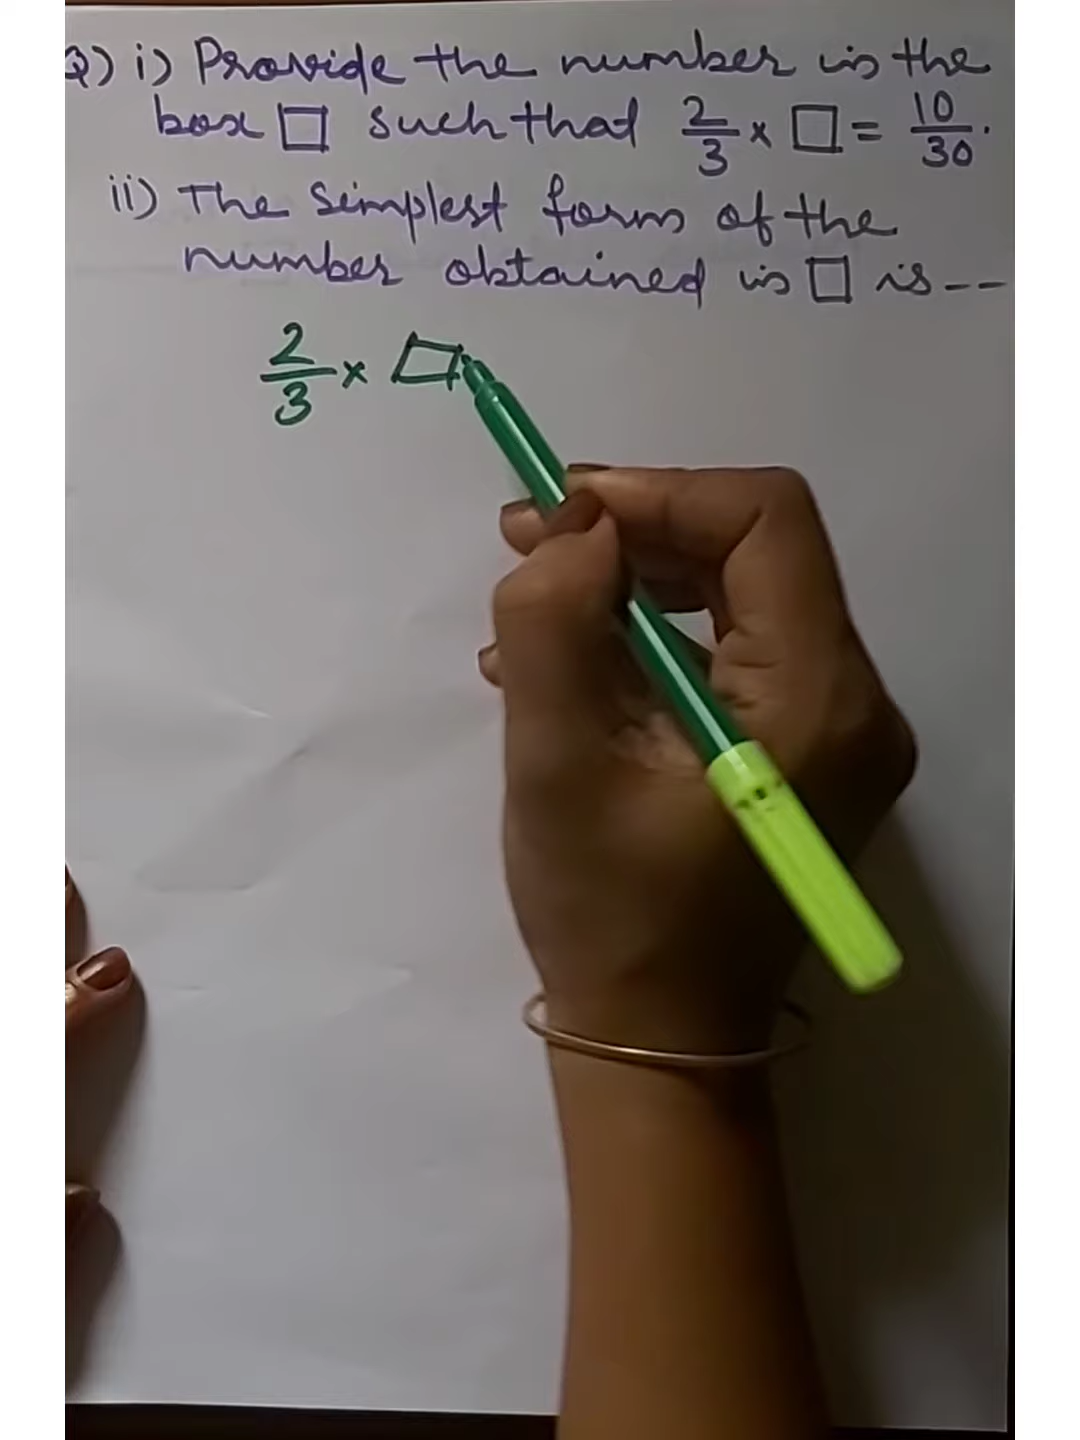 Q) i) Provide the number in the
box □ such that 2/3 × □ = 10/30.
ii) The simplest form of the
number obtained in □ is --
2/3 × □